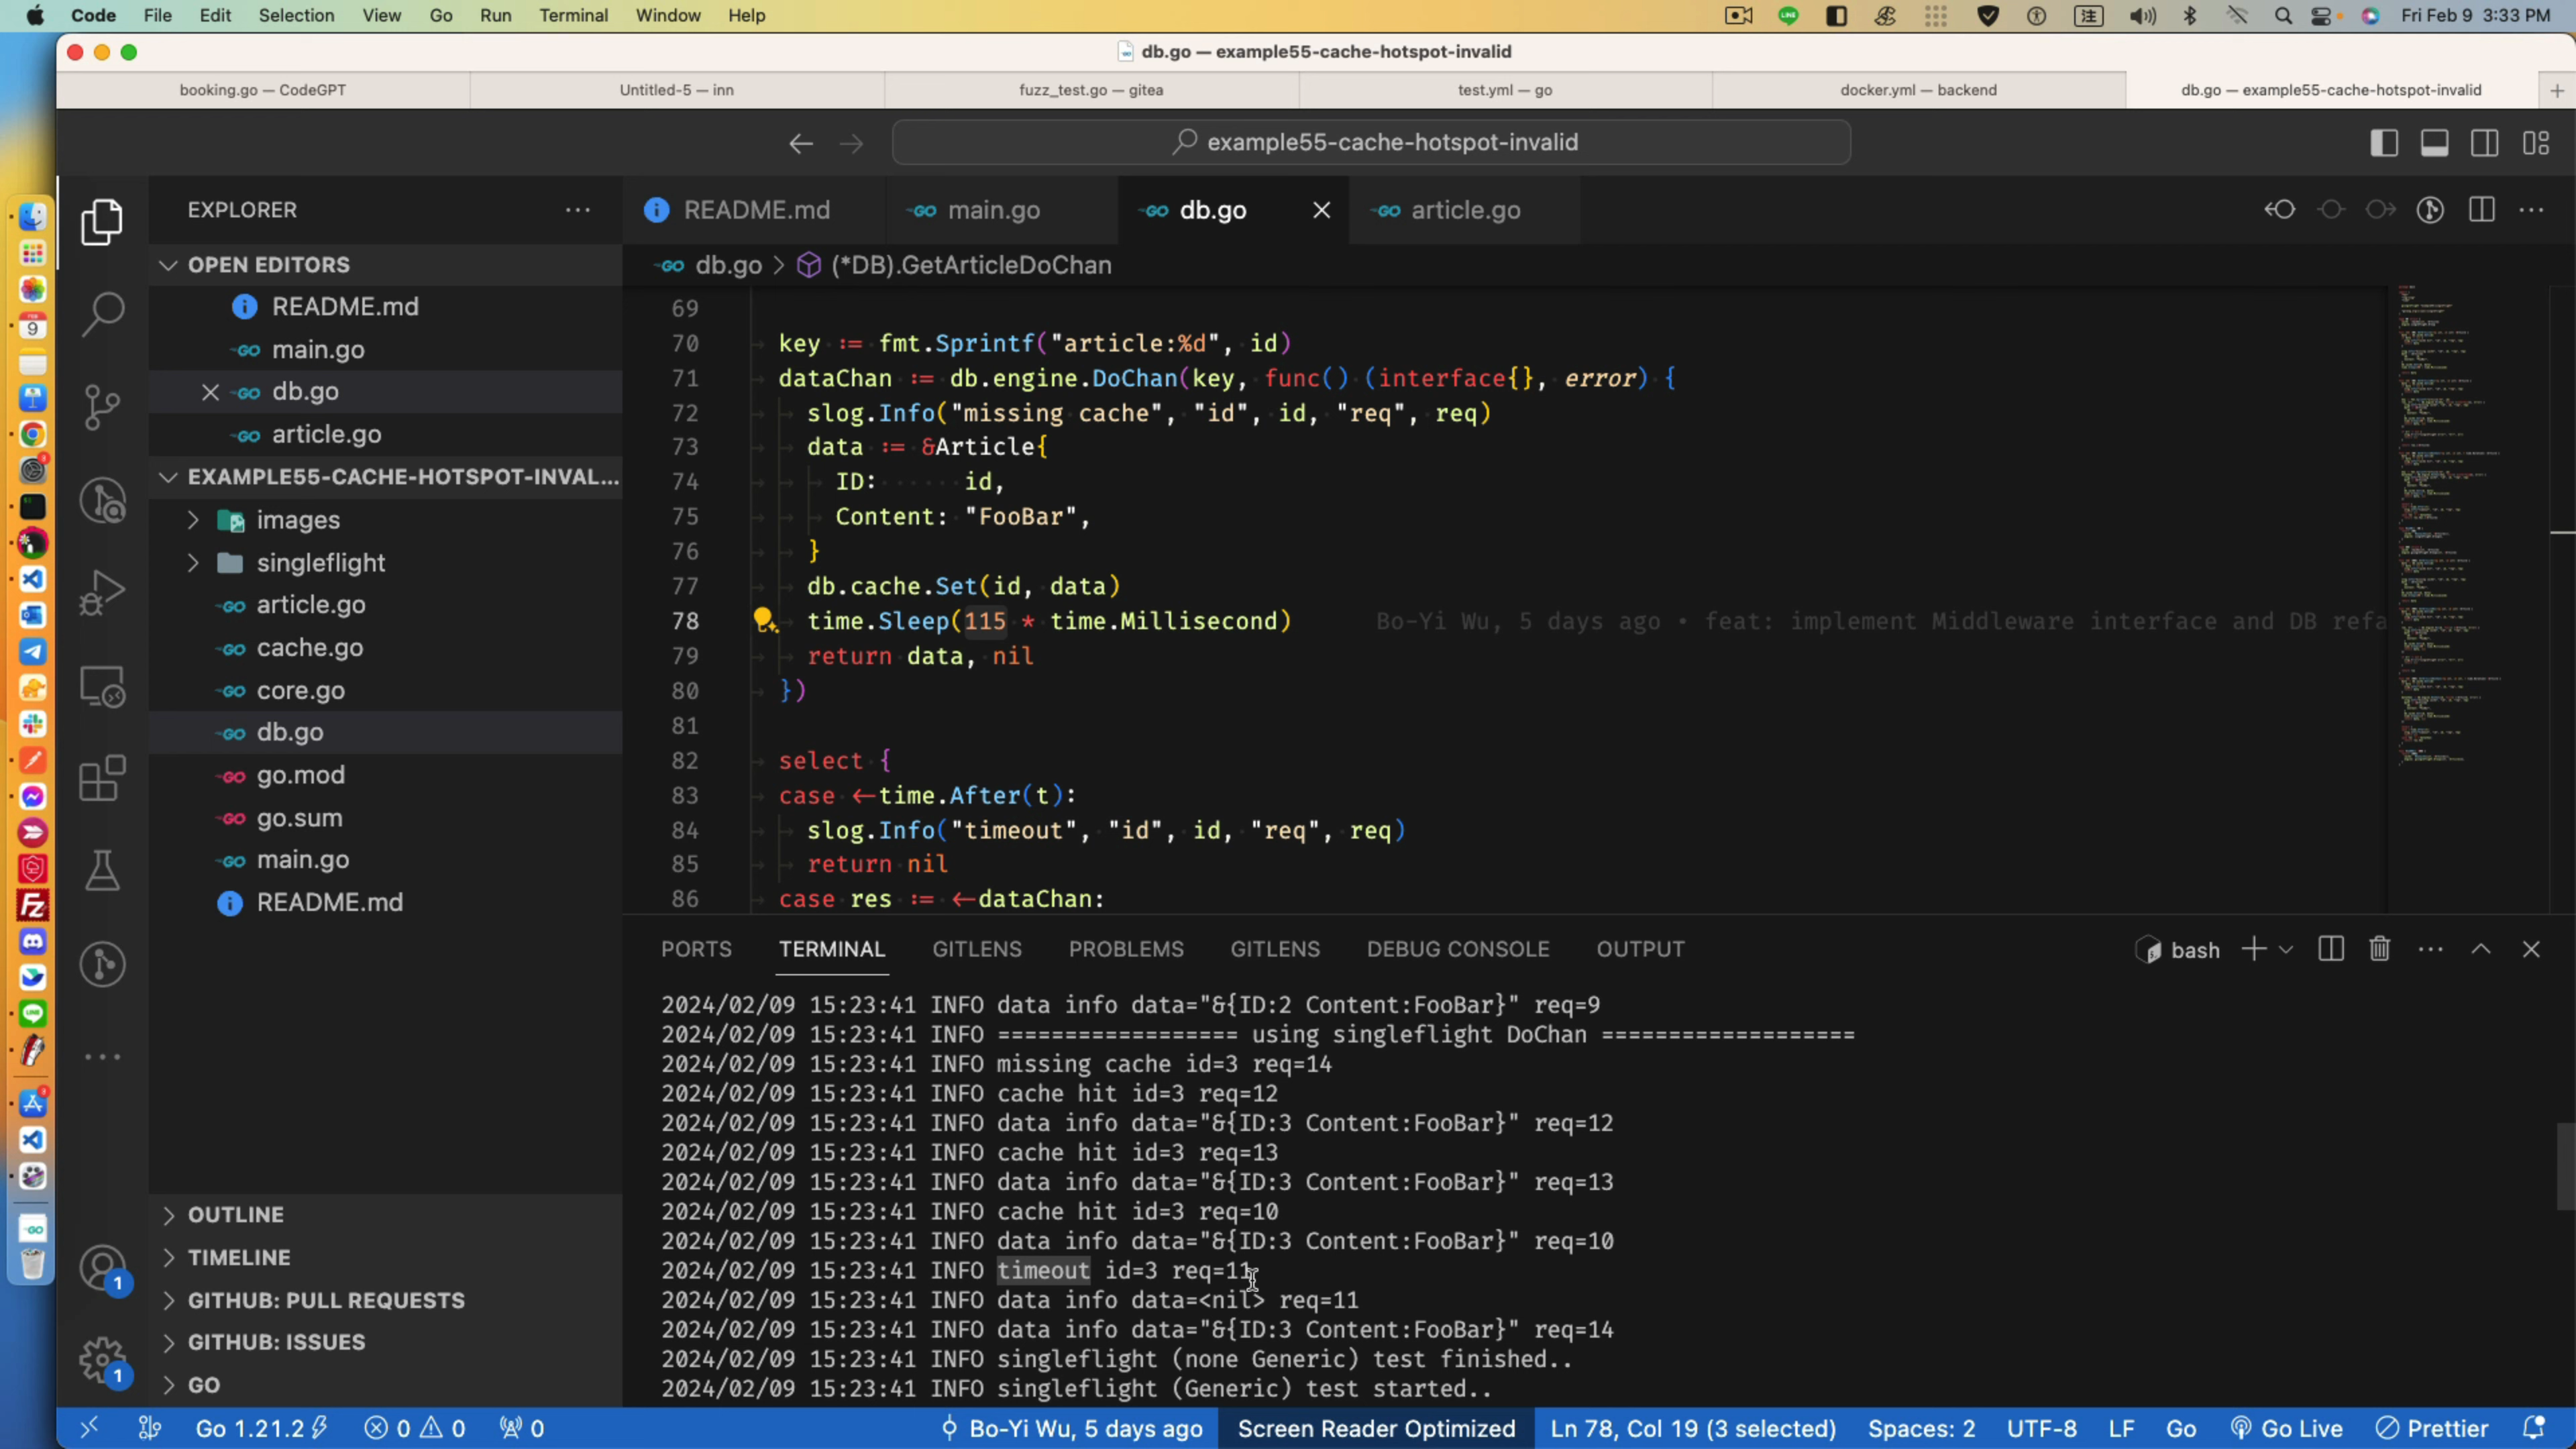 Code File Edit Selection View Go Run Terminal Window Help
Fri Feb 9 3:33 PM
db.go — example55-cache-hotspot-invalid
booking.go — CodeGPT
Untitled-5 — inn
fuzz_test.go — gitea
test.yml — go
docker.yml — backend
db.go — example55-cache-hotspot-invalid
example55-cache-hotspot-invalid
EXPLORER
OPEN EDITORS
README.md
main.go
db.go
article.go
EXAMPLE55-CACHE-HOTSPOT-INVAL...
images
singleflight
article.go
cache.go
core.go
db.go
go.mod
go.sum
main.go
README.md
OUTLINE
TIMELINE
GITHUB: PULL REQUESTS
GITHUB: ISSUES
GO
README.md
main.go
db.go
article.go
db.go > (*DB).GetArticleDoChan
69
70 key := fmt.Sprintf("article:%d", id)
71 dataChan := db.engine.DoChan(key, func() (interface{}, error) {
72 slog.Info("missing cache", "id", id, "req", req)
73 data := &Article{
74 ID: id,
75 Content: "FooBar",
76 }
77 db.cache.Set(id, data)
78 time.Sleep(115 * time.Millisecond) Bo-Yi Wu, 5 days ago • feat: implement Middleware interface and DB refa
79 return data, nil
80 })
81
82 select {
83 case <-time.After(t):
84 slog.Info("timeout", "id", id, "req", req)
85 return nil
86 case res := <-dataChan:
PORTS TERMINAL GITLENS PROBLEMS GITLENS DEBUG CONSOLE OUTPUT
bash
2024/02/09 15:23:41 INFO data info data="&{ID:2 Content:FooBar}" req=9
2024/02/09 15:23:41 INFO ================== using singleflight DoChan ===================
2024/02/09 15:23:41 INFO missing cache id=3 req=14
2024/02/09 15:23:41 INFO cache hit id=3 req=12
2024/02/09 15:23:41 INFO data info data="&{ID:3 Content:FooBar}" req=12
2024/02/09 15:23:41 INFO cache hit id=3 req=13
2024/02/09 15:23:41 INFO data info data="&{ID:3 Content:FooBar}" req=13
2024/02/09 15:23:41 INFO cache hit id=3 req=10
2024/02/09 15:23:41 INFO data info data="&{ID:3 Content:FooBar}" req=10
2024/02/09 15:23:41 INFO timeout id=3 req=11
2024/02/09 15:23:41 INFO data info data=<nil> req=11
2024/02/09 15:23:41 INFO data info data="&{ID:3 Content:FooBar}" req=14
2024/02/09 15:23:41 INFO singleflight (none Generic) test finished..
2024/02/09 15:23:41 INFO singleflight (Generic) test started..
1
1
Go 1.21.2
0 0
0
Bo-Yi Wu, 5 days ago
Screen Reader Optimized
Ln 78, Col 19 (3 selected)
Spaces: 2
UTF-8
LF
Go
Go Live
Prettier